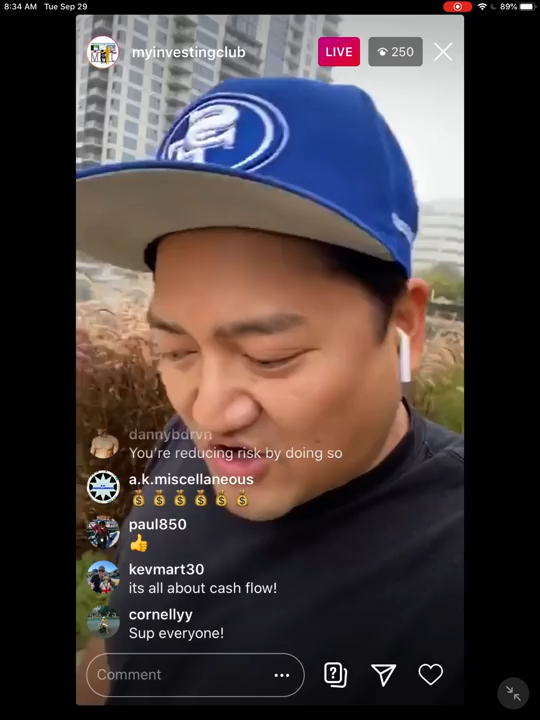 8:34 AM Tue Sep 29
89%
myinvestingclub
LIVE
250
dannybdrvn
You're reducing risk by doing so
a.k.miscellaneous
💰 💰 💰 💰 💰 💰
paul850
👍
kevmart30
its all about cash flow!
cornellyy
Sup everyone!
Comment